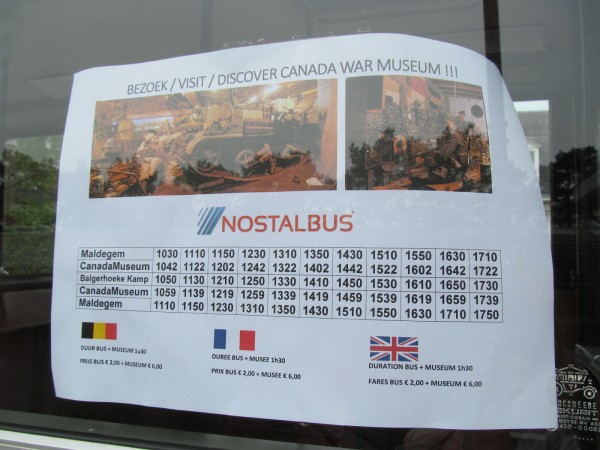 BEZOEK / VISIT / DISCOVER CANADA WAR MUSEUM !!!
NOSTALBUS
Maldegem 1030 1110 1150 1230 1310 1350 1430 1510 1550 1630 1710
CanadaMuseum 1042 1122 1202 1242 1322 1402 1442 1522 1602 1642 1722
Balgerhoeke Kamp 1050 1130 1210 1250 1330 1410 1450 1530 1610 1650 1730
CanadaMuseum 1059 1139 1219 1259 1339 1419 1459 1539 1619 1659 1739
Maldegem 1110 1150 1230 1310 1350 1430 1510 1550 1630 1710 1750
DUUR BUS + MUSEUM 1u30
PRIJS BUS € 2,00 + MUSEUM € 6,00
DUREE BUS + MUSEE 1h30
PRIX BUS € 2,00 + MUSEE € 6,00
DURATION BUS + MUSEUM 1h30
FARES BUS € 2,00 + MUSEUM € 6,00